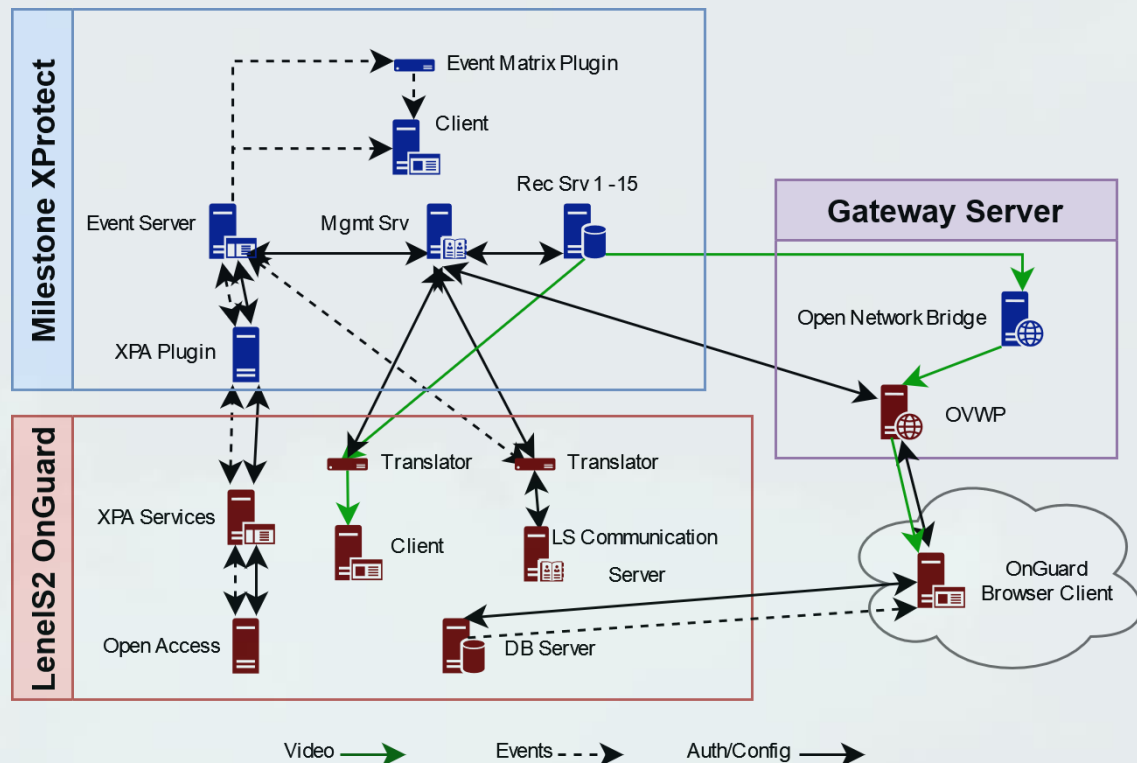 Milestone XProtect
Event Matrix Plugin
Client
Rec Srv 1 -15
Event Server
Mgmt Srv
XPA Plugin
Gateway Server
Open Network Bridge
OVWP
LenelS2 OnGuard
Translator
Translator
XPA Services
Client
LS Communication
Server
OnGuard
Browser Client
Open Access
DB Server
Video
Events
Auth/Config